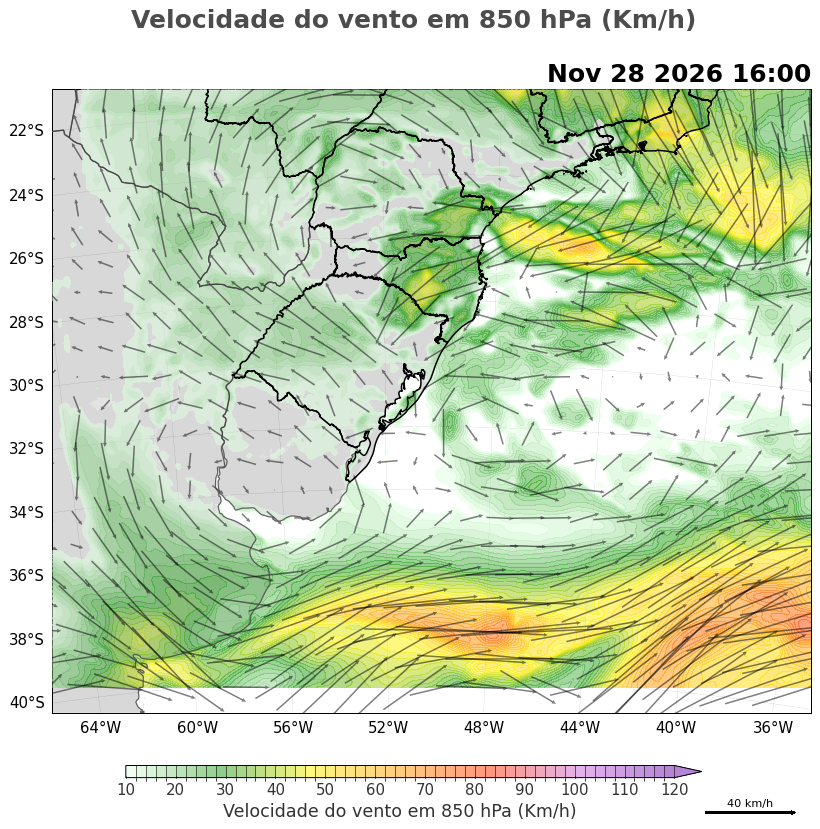 Velocidade do vento em 850 hPa (Km/h)
Nov 28 2026 16:00
22°S
24°S
26°S
28°S
30°S
32°S
34°S
36°S
38°S
40°S
64°W 60°W 56°W 52°W 48°W 44°W 40°W 36°W
10 20 30 40 50 60 70 80 90 100 110 120
Velocidade do vento em 850 hPa (Km/h)
40 km/h